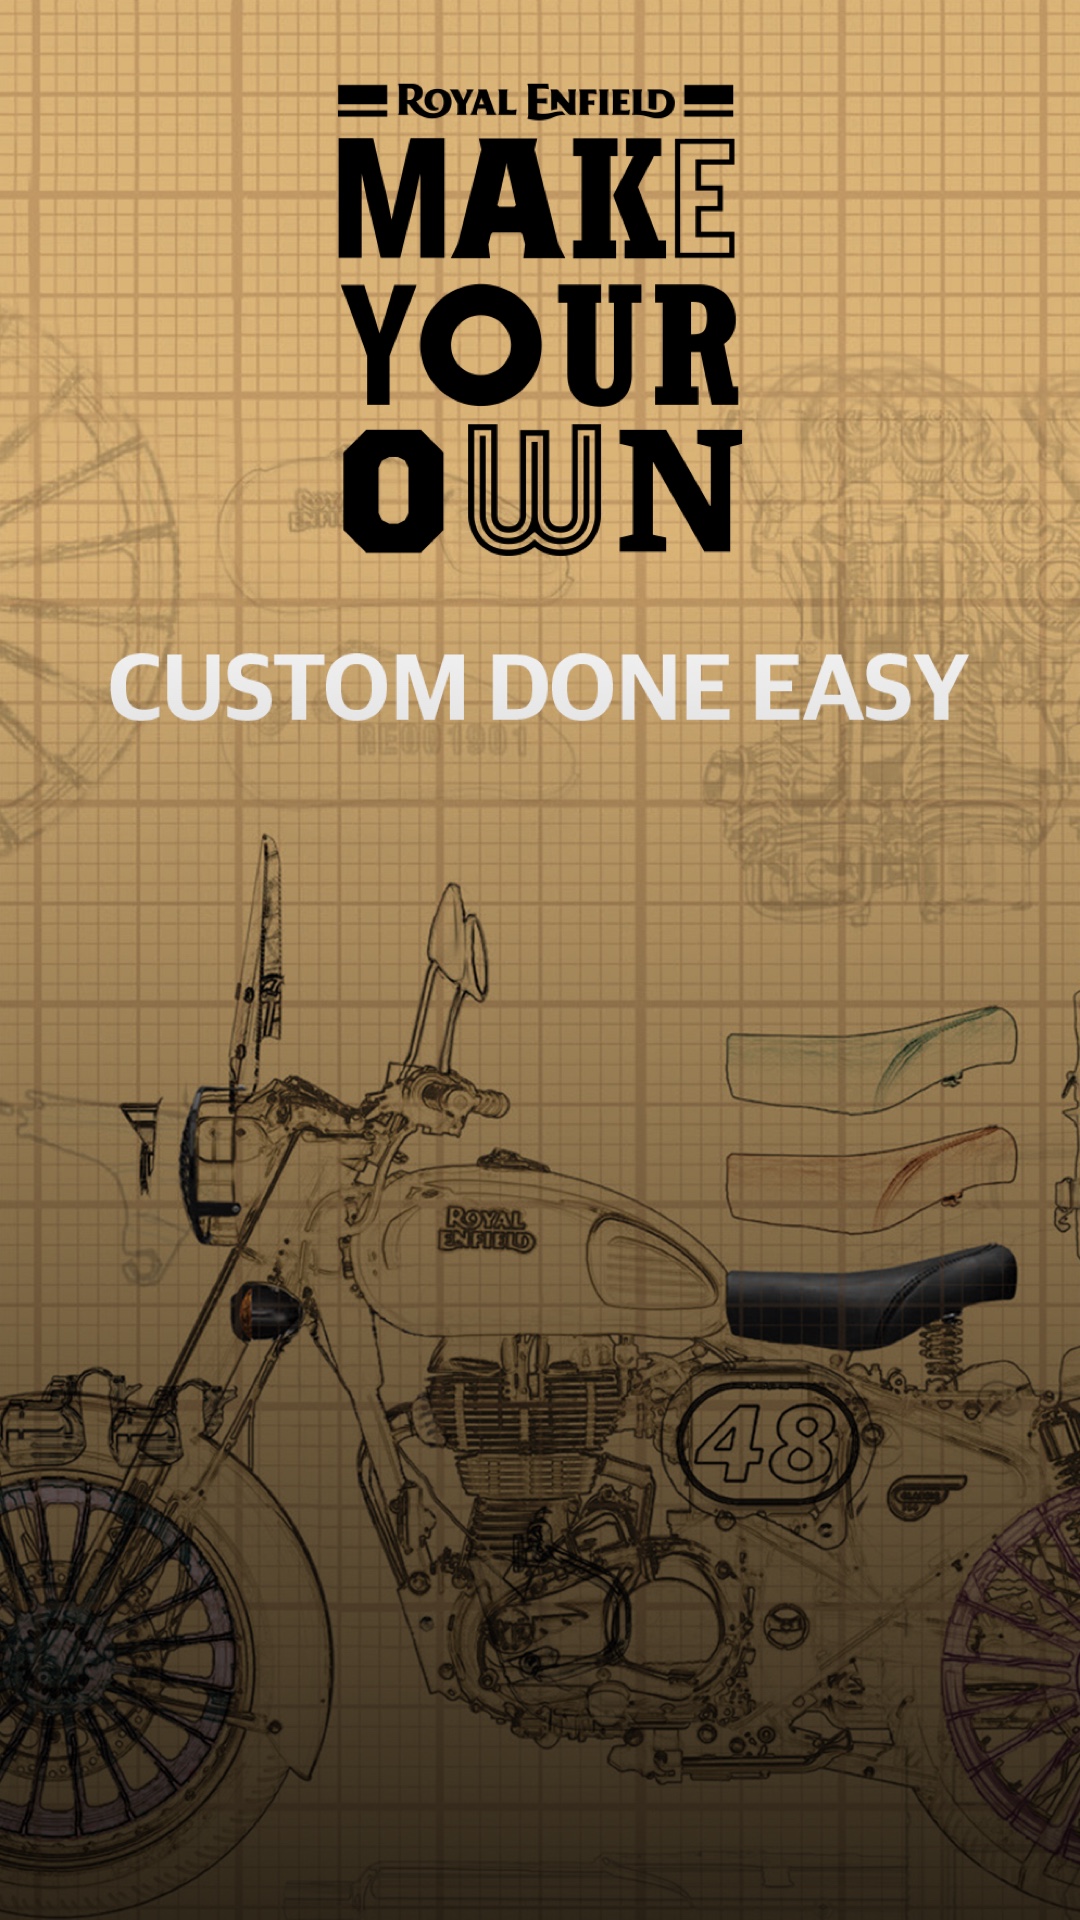 ROYAL ENFIELD
MAKE
YOUR
OWN
CUSTOM DONE EASY
ROYAL
ENFIELD
48